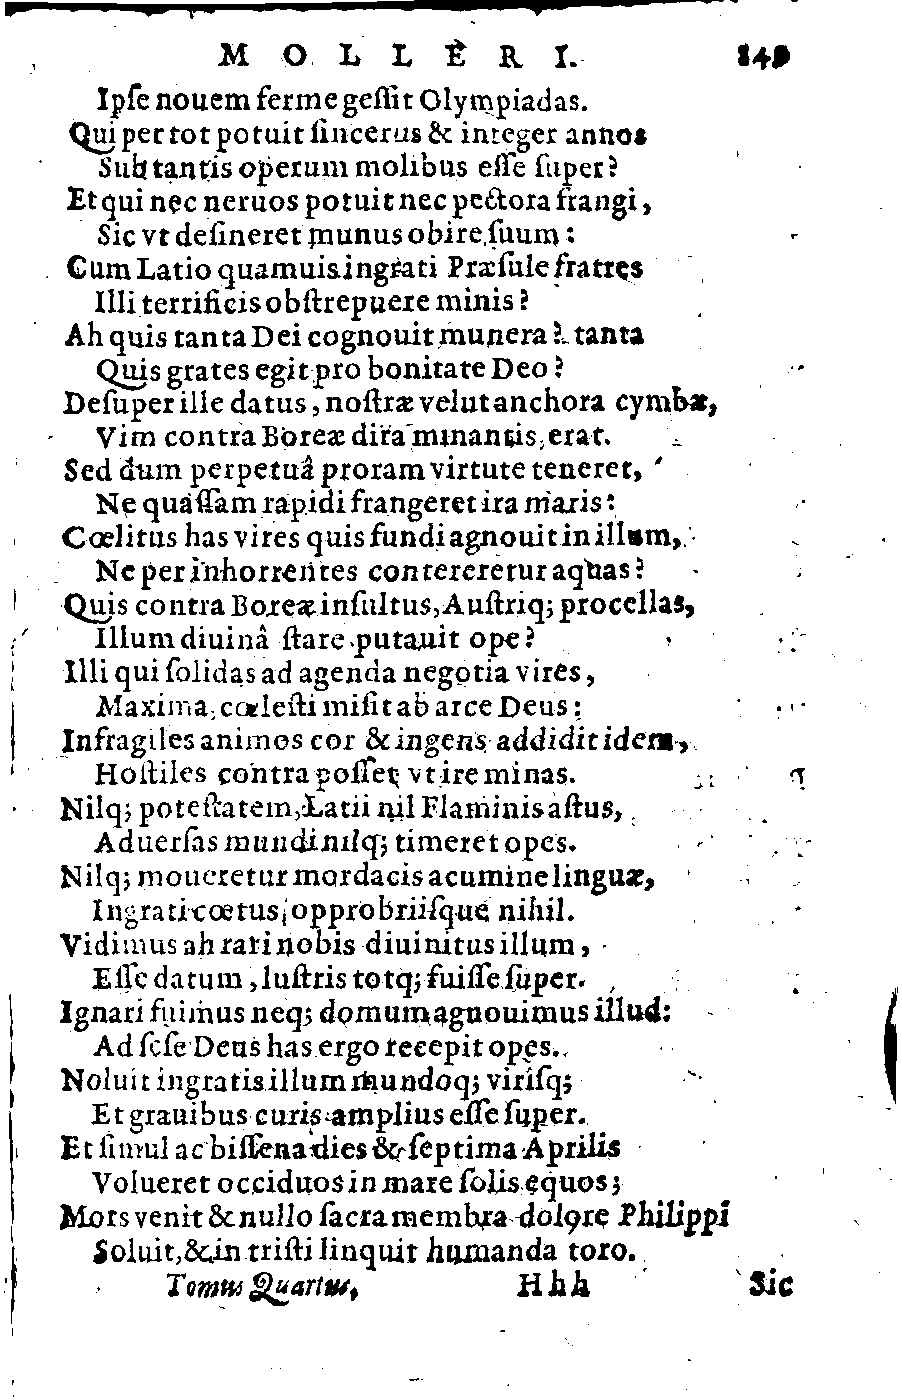 MOLLERI. 849
Ipſe nouem ferme geſſit Olympiadas.
Qui per tot potuit ſincerus & integer annos
Sub tantis operum molibus eſſe ſuper?
Et qui nec neruos potuit nec pectora frangi,
Sic vt deſineret munus obire ſuum:
Cum Latio quamuis ingrati Præſule fratres
Illi terrificis obſtrepuere minis?
Ah quis tanta Dei cognouit munera? tanta
Quis grates egit pro bonitate Deo?
Deſuper ille datus, noſtræ velut anchora cymbæ,
Vim contra Boreæ dira minantis, erat.
Sed dum perpetuâ proram virtute teneret,
Ne quaſſam rapidi frangeret ira maris:
Cœlitus has vires quis fundi agnouit in illum,
Ne per inhorrentes contereretur aquas?
Quis contra Boreæ inſultus, Auſtriq; procellas,
Illum diuinâ ſtare putauit ope?
Illi qui ſolidas ad agenda negotia vires,
Maxima, cœleſti miſit ab arce Deus:
Infragiles animos cor & ingens addidit idem,
Hoſtiles contra poſſet vt ire minas.
Nilq; poteſtatem, Latii nil Flaminis aſtus,
Aduerſas mundi nilq; timeret opes.
Nilq; moueretur mordacis acumine linguæ,
Ingrati cœtus, opprobriiſque nihil.
Vidimus ah rati nobis diuinitus illum,
Eſſe datum, luſtris totq; fuiſſe ſuper.
Ignari fuimus neq; domum agnouimus illud:
Ad ſeſe Deus has ergo recepit opes.
Noluit ingratis illum mundoq; viriſq;
Et grauibus curis amplius eſſe ſuper.
Et ſimul ac biſſena dies & ſeptima Aprilis
Volueret occiduos in mare ſolis equos;
Mors venit & nullo ſacra membra dolore Philippi
Soluit, & in triſti linquit humanda toro.
Tomus Quartus, Hhh Sic